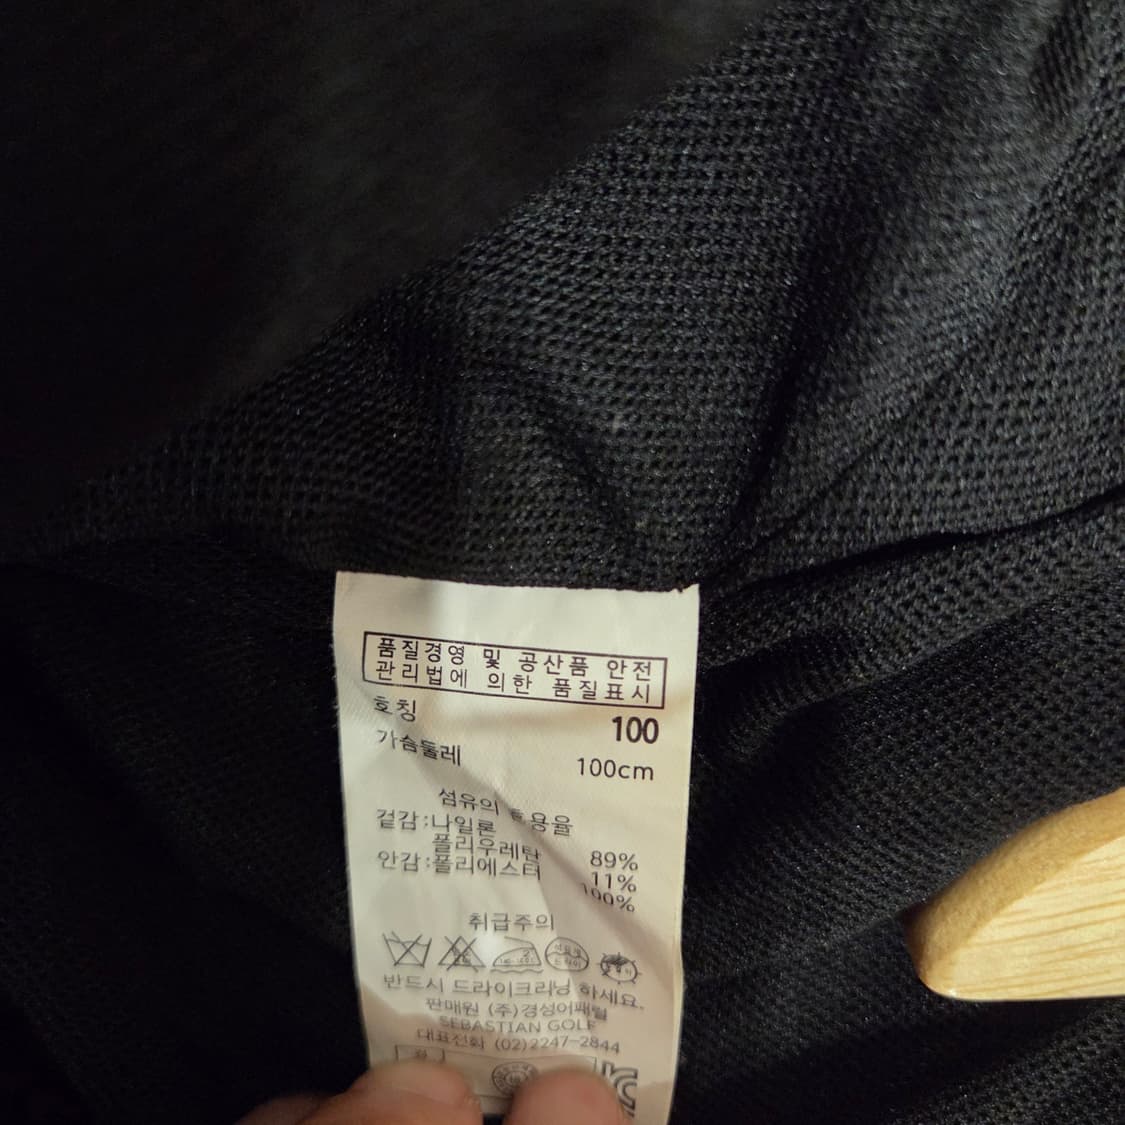 품질경영 및 공산품 안전
관리법에 의한 품질표시
호칭 100
가슴둘레 100cm
섬유의 용율
겉감:나일론 89%
폴리우레탄 11%
안감:폴리에스터 100%
취급주의
반드시 드라이크리닝 하세요.
판매원 (주)경성어패럴
SEBASTIAN GOLF
대표전화 (02)2247-2844